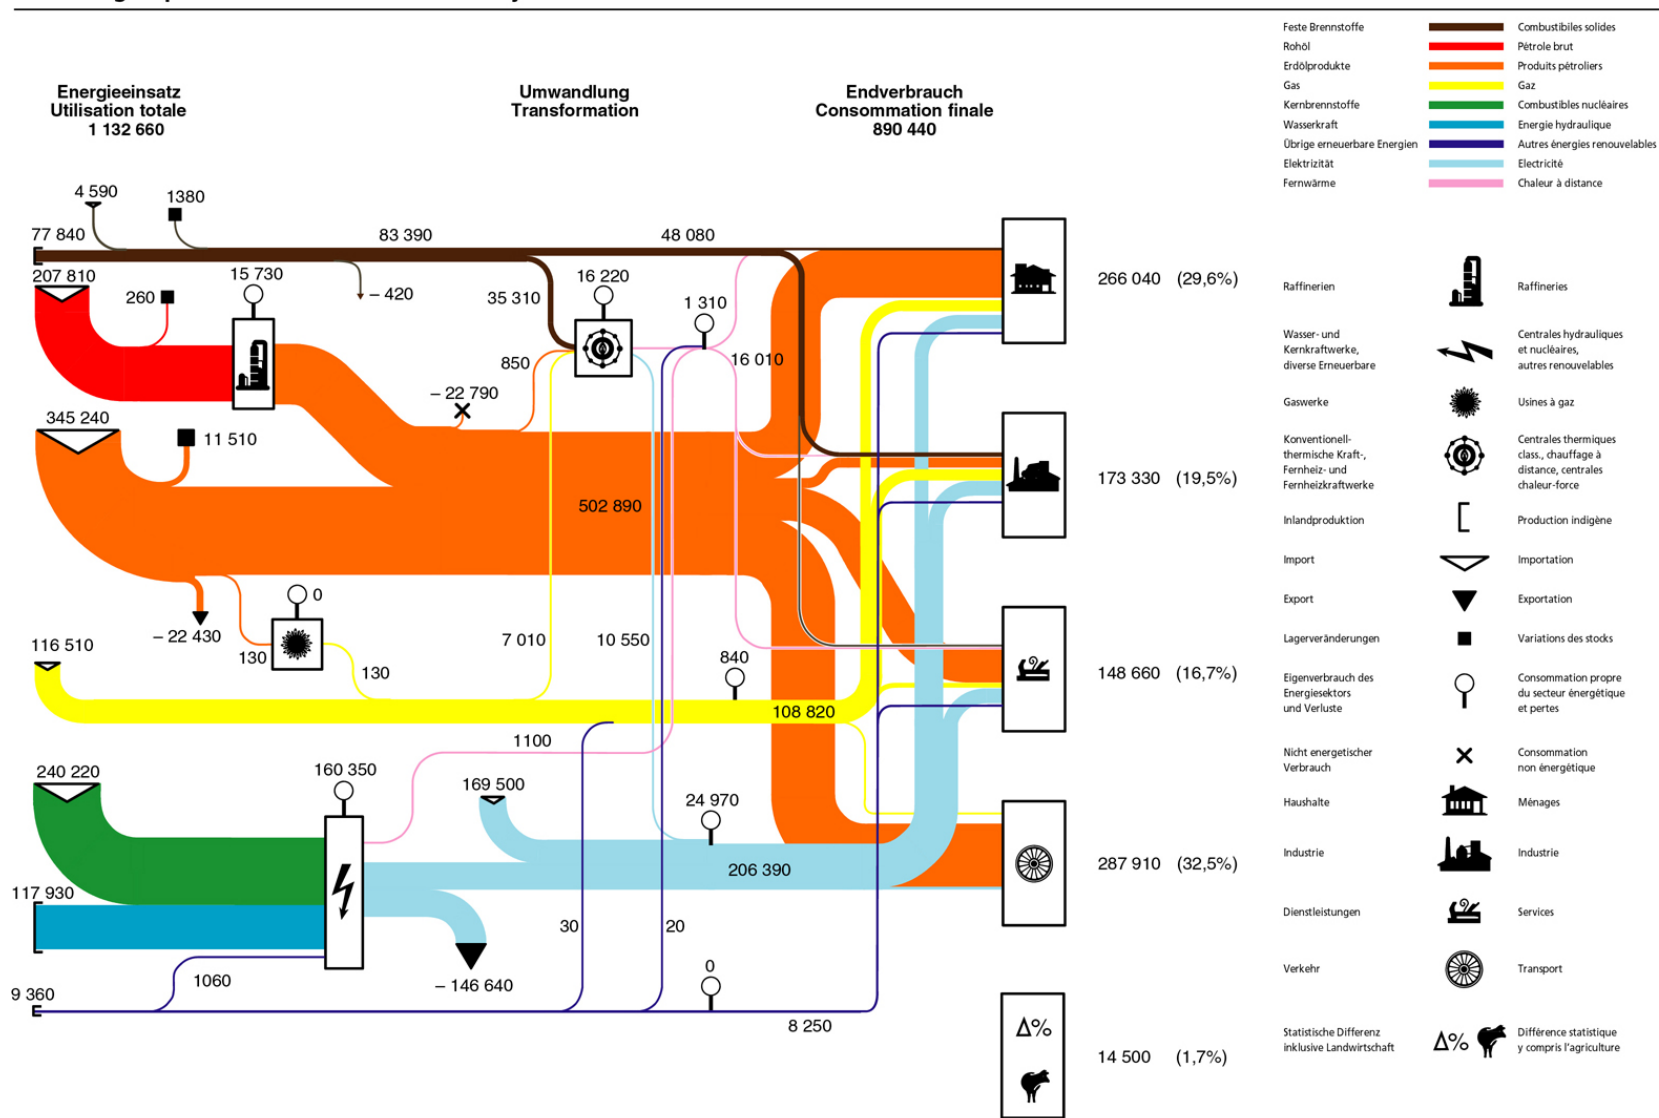 Energieeinsatz
Utilisation totale
1 132 660
Umwandlung
Transformation
Endverbrauch
Consommation finale
890 440
Feste Brennstoffe
Combustibiles solides
Rohöl
Pétrole brut
Erdölprodukte
Produits pétroliers
Gas
Gaz
Kernbrennstoffe
Combustibles nucléaires
Wasserkraft
Energie hydraulique
Übrige erneuerbare Energien
Autres énergies renouvelables
Elektrizität
Electricité
Fernwärme
Chaleur à distance
4 590
1380
77 840
83 390
48 080
207 810
260
15 730
– 420
35 310
16 220
1 310
850
16 010
– 22 790
345 240
11 510
502 890
– 22 430
0
130
130
116 510
7 010
10 550
840
108 820
1100
240 220
160 350
169 500
24 970
206 390
117 930
30
20
1060
– 146 640
0
9 360
8 250
266 040 (29,6%)
173 330 (19,5%)
148 660 (16,7%)
287 910 (32,5%)
Δ%
14 500 (1,7%)
Raffinerien
Raffineries
Wasser- und
Kernkraftwerke,
diverse Erneuerbare
Centrales hydrauliques
et nucléaires,
autres renouvelables
Gaswerke
Usines à gaz
Konventionell-
thermische Kraft-,
Fernheiz- und
Fernheizkraftwerke
Centrales thermiques
class., chauffage à
distance, centrales
chaleur-force
Inlandproduktion
Production indigène
Import
Importation
Export
Exportation
Lagerveränderungen
Variations des stocks
Eigenverbrauch des
Energiesektors
und Verluste
Consommation propre
du secteur énergétique
et pertes
Nicht energetischer
Verbrauch
Consommation
non énergétique
Haushalte
Ménages
Industrie
Industrie
Dienstleistungen
Services
Verkehr
Transport
Statistische Differenz
inklusive Landwirtschaft
Δ%
Différence statistique
y compris l'agriculture